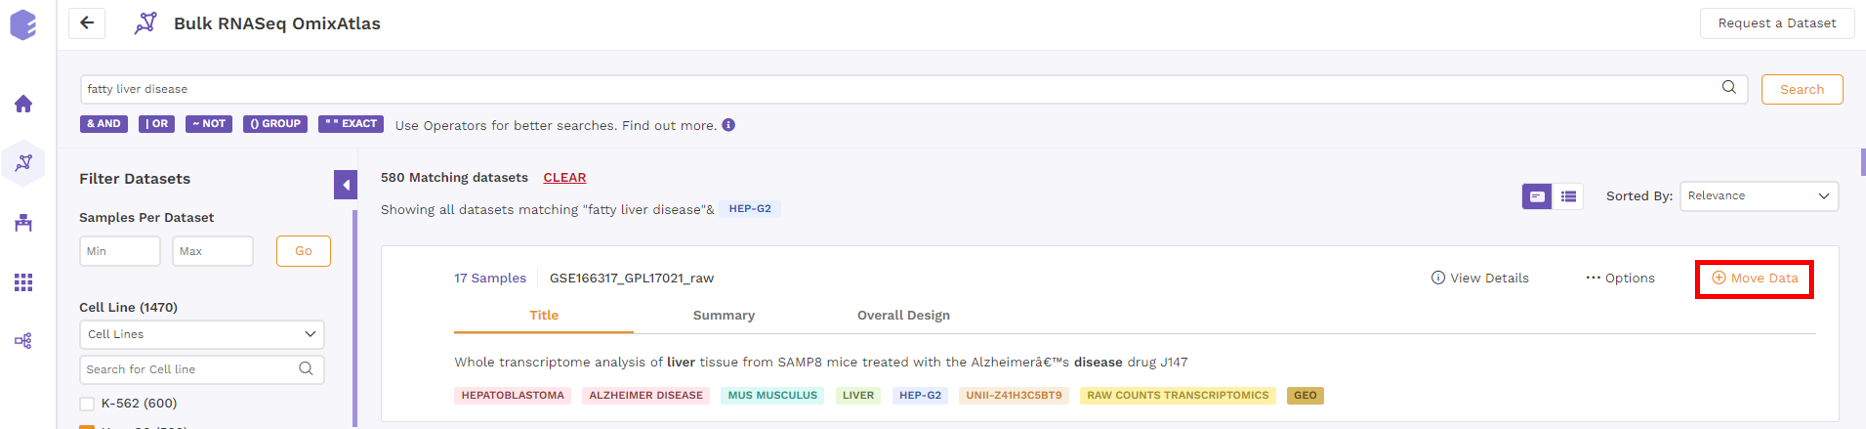 Bulk RNASeq OmixAtlas
Request a Dataset
fatty liver disease
Search
& AND | OR ~ NOT () GROUP " " EXACT Use Operators for better searches. Find out more.
Filter Datasets
Samples Per Dataset
Min Max Go
Cell Line (1470)
Cell Lines
Search for Cell line
K-562 (600)
580 Matching datasets CLEAR
Showing all datasets matching "fatty liver disease"& HEP-G2
Sorted By: Relevance
17 Samples GSE166317_GPL17021_raw
View Details ··· Options Move Data
Title Summary Overall Design
Whole transcriptome analysis of liver tissue from SAMP8 mice treated with the Alzheimerâ€™s disease drug J147
HEPATOBLASTOMA ALZHEIMER DISEASE MUS MUSCULUS LIVER HEP-G2 UNII-Z41H3C5BT9 RAW COUNTS TRANSCRIPTOMICS GEO